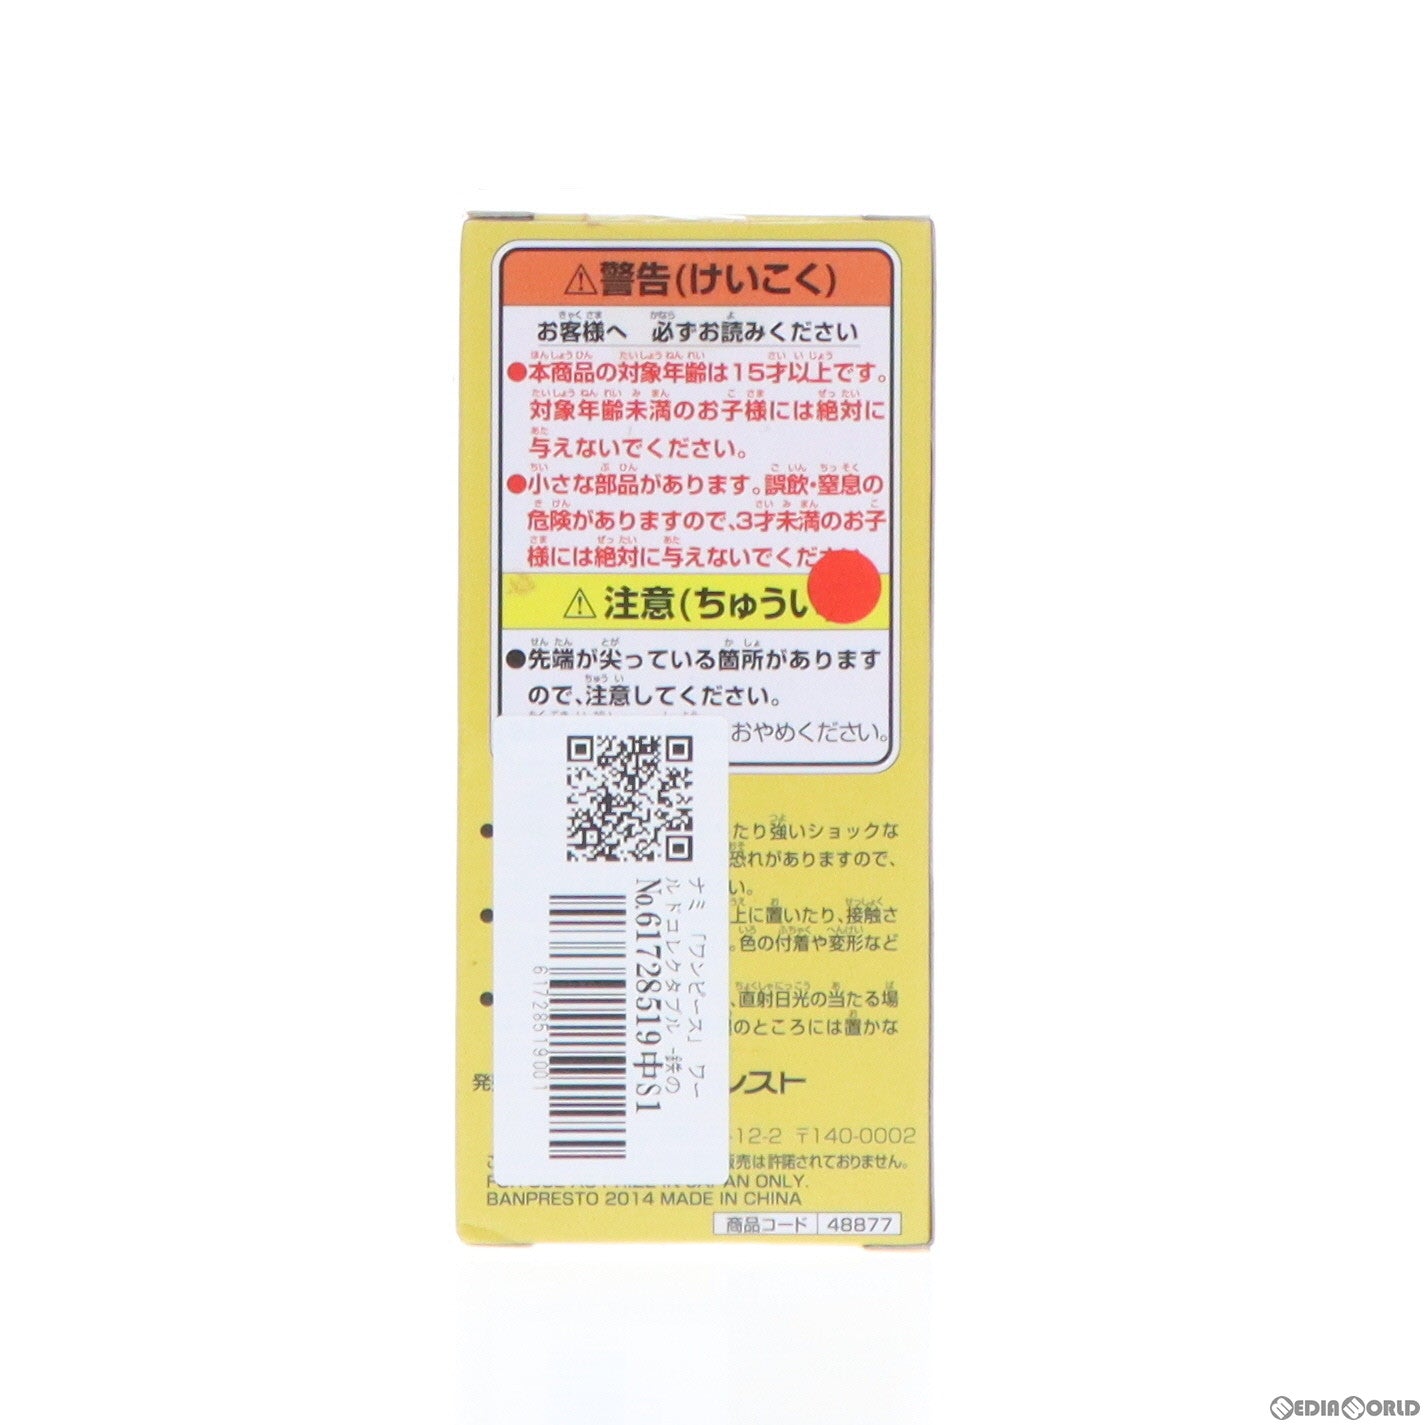 ⚠警告(けいこく)
お客様へ 必ずお読みください
●本商品の対象年齢は15才以上です。
対象年齢未満のお子様には絶対に
与えないでください。
●小さな部品があります。誤飲・窒息の
危険がありますので、3才未満のお子
様には絶対に与えないでくだ
⚠注意(ちゅうい
●先端が尖っている箇所があります
ので、注意してください。
おやめください。
●
たり強いショックな
恐れがありますので、
い。
●
上に置いたり、接触さ
。色の付着や変形など
●
、直射日光の当たる場
のところには置かな
発
ンスト
-12-2 〒140-0002
販売は許諾されておりません。
JAPAN ONLY.
BANPRESTO 2014 MADE IN CHINA
商品コード 48877
ナミ 「ワンピース」 ワー
ルドコレクタブル -鉄の
No.61728519中S1
61728519001
MEDIAWORLD